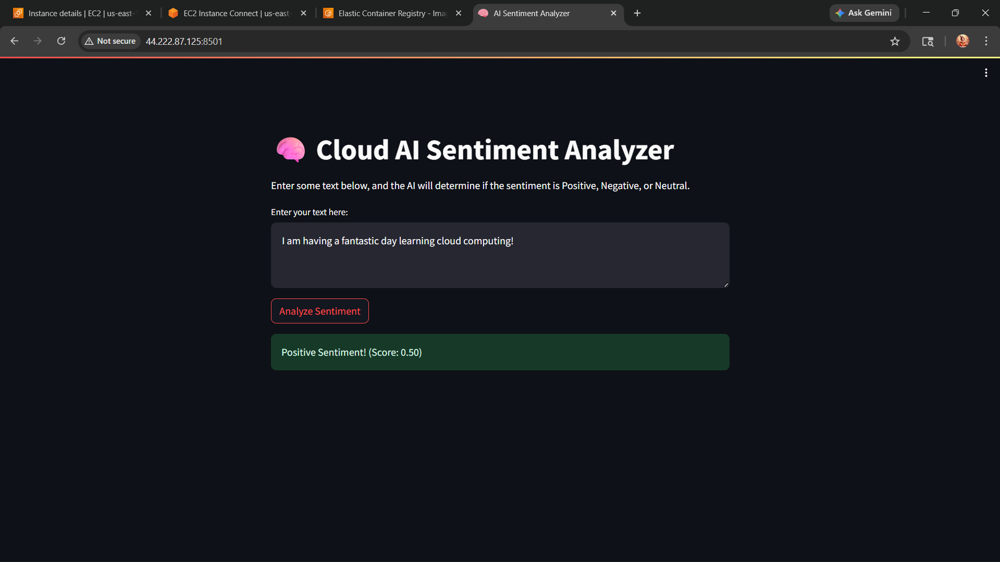 Instance details | EC2 | us-east-1
EC2 Instance Connect | us-east-
Elastic Container Registry - Ima
AI Sentiment Analyzer
Ask Gemini
Not secure
44.222.87.125:8501
Cloud AI Sentiment Analyzer
Enter some text below, and the AI will determine if the sentiment is Positive, Negative, or Neutral.
Enter your text here:
I am having a fantastic day learning cloud computing!
Analyze Sentiment
Positive Sentiment! (Score: 0.50)